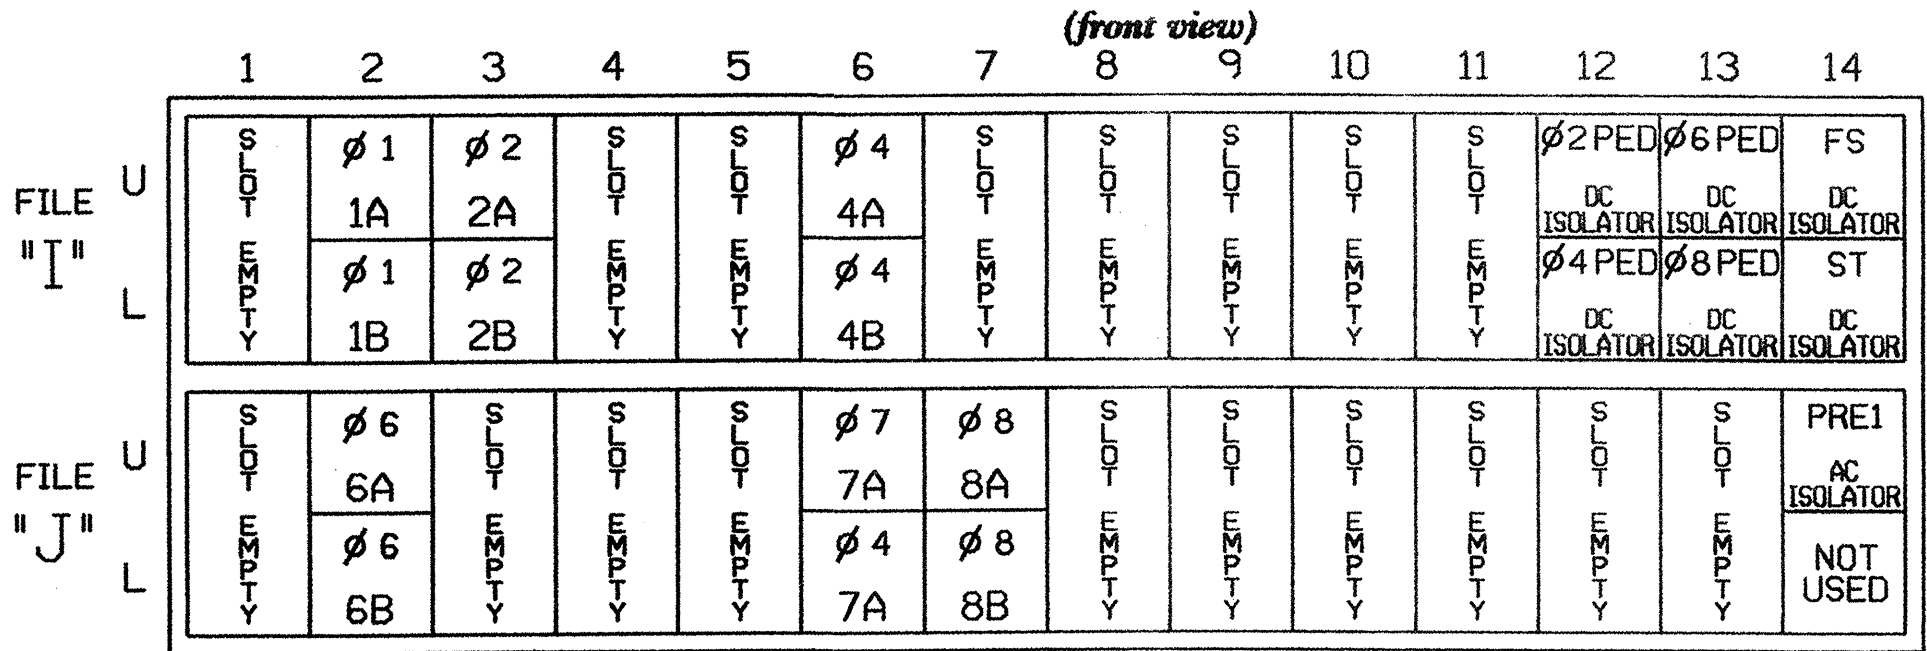 (front view)
1 2 3 4 5 6 7 8 9 10 11 12 13 14
FILE "I"
U
L
SLOT EMPTY
Ø 1
1A
Ø 1
1B
Ø 2
2A
Ø 2
2B
SLOT EMPTY
SLOT EMPTY
Ø 4
4A
Ø 4
4B
SLOT EMPTY
SLOT EMPTY
SLOT EMPTY
SLOT EMPTY
SLOT EMPTY
Ø2 PED
DC
ISOLATOR
Ø4 PED
DC
ISOLATOR
Ø6 PED
DC
ISOLATOR
Ø8 PED
DC
ISOLATOR
FS
DC
ISOLATOR
ST
DC
ISOLATOR
FILE "J"
U
L
SLOT EMPTY
Ø 6
6A
Ø 6
6B
SLOT EMPTY
SLOT EMPTY
SLOT EMPTY
Ø 7
7A
Ø 4
7A
Ø 8
8A
Ø 8
8B
SLOT EMPTY
SLOT EMPTY
SLOT EMPTY
SLOT EMPTY
SLOT EMPTY
SLOT EMPTY
PRE1
AC
ISOLATOR
NOT
USED